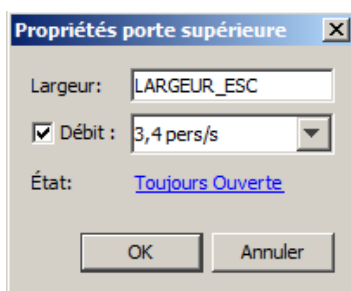 Propriétés porte supérieure
Largeur: LARGEUR_ESC
Débit : 3,4 pers/s
État: Toujours Ouverte
OK Annuler